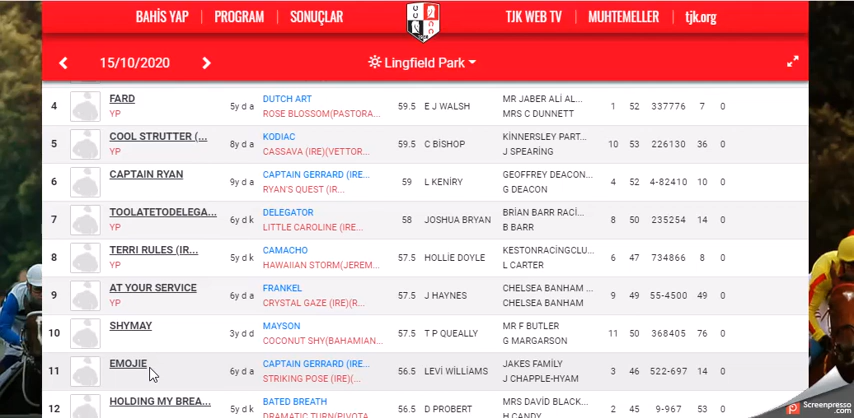 BAHİS YAP PROGRAM SONUÇLAR TJK WEB TV MUHTEMELLER tjk.org
15/10/2020 Lingfield Park
4 FARD 5y d a DUTCH ART 59.5 E J WALSH MR JABER ALİ AL... 1 52 337776 7 0
YP ROSE BLOSSOM(PASTORA... MRS C DUNNETT
5 COOL STRUTTER (... 8y d a KODIAC 59.5 C BİSHOP KİNNERSLEY PART... 10 53 226130 36 0
YP CASSAVA (IRE)(VETTOR... J SPEARİNG
6 CAPTAIN RYAN 9y d a CAPTAIN GERRARD (IRE... 59 L KENİRY GEOFFREY DEACON... 4 52 4-82410 10 0
RYAN'S QUEST (IR... G DEACON
7 TOOLATETODELEGA... 6y d k DELEGATOR 58 JOSHUA BRYAN BRİAN BARR RACİ... 8 50 235254 14 0
YP LITTLE CAROLINE (IRE... B BARR
8 TERRI RULES (IR... 5y d k CAMACHO 57.5 HOLLİE DOYLE KESTONRACİNGCLU... 6 47 734866 8 0
YP HAWAIIAN STORM(JEREM... L CARTER
9 AT YOUR SERVICE 6y d a FRANKEL 57.5 J HAYNES CHELSEA BANHAM ... 9 49 55-4500 49 0
YP CRYSTAL GAZE (IRE)(R... CHELSEA BANHAM
10 SHYMAY 3y d d MAYSON 57.5 T P QUEALLY MR F BUTLER 11 50 368405 76 0
COCONUT SHY(BAHAMIAN... G MARGARSON
11 EMOJIE 6y d a CAPTAIN GERRARD (IRE... 56.5 LEVİ WİLLİAMS JAKES FAMİLY 3 46 522-697 14 0
STRIKING POSE (IRE)(... J CHAPPLE-HYAM
12 HOLDING MY BREA... 5y d k BATED BREATH 56.5 D PROBERT MRS DAVİD BLACK... 2 45 9-967 53 0
DRAMATIC TURN(PIVOTA... H CANDY
Screenpresso
.com